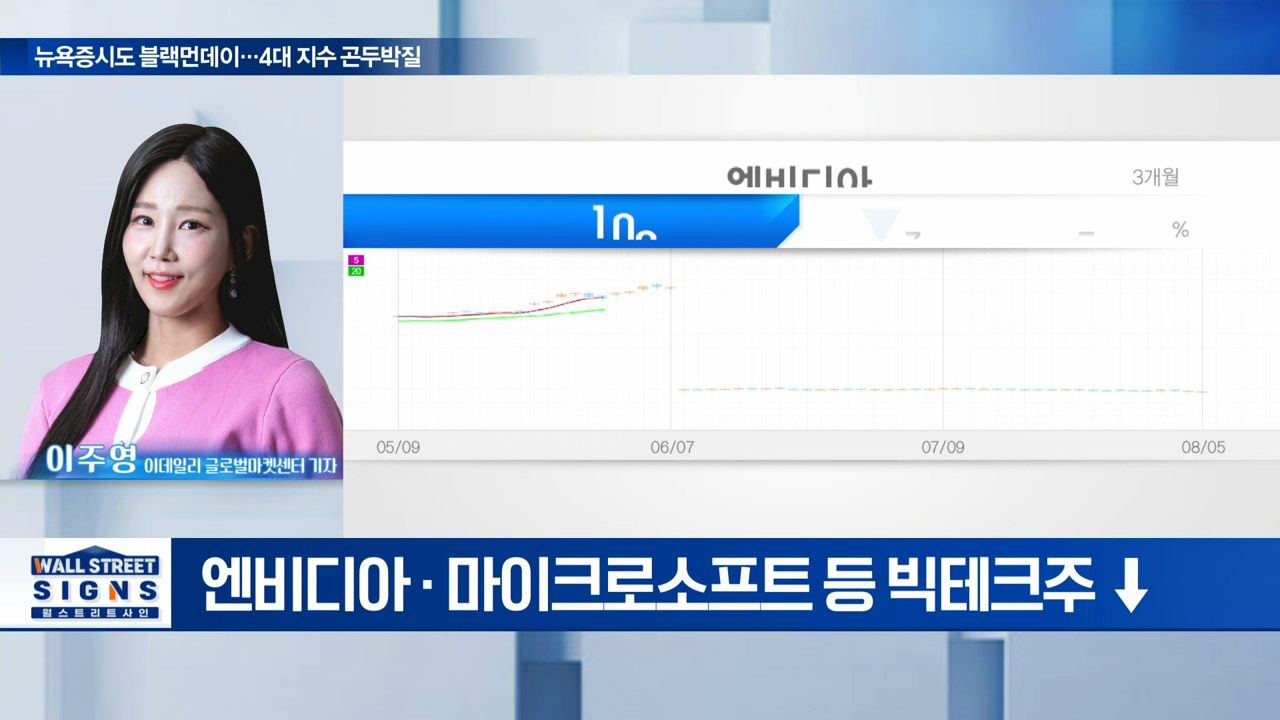 뉴욕증시도 블랙먼데이…4대 지수 곤두박질
엔비디아
3개월
%
5
20
05/09
06/07
07/09
08/05
이주영 이데일리 글로벌마켓센터 기자
WALL STREET
SIGNS
월스트리트사인
엔비디아·마이크로소프트 등 빅테크주 ↓